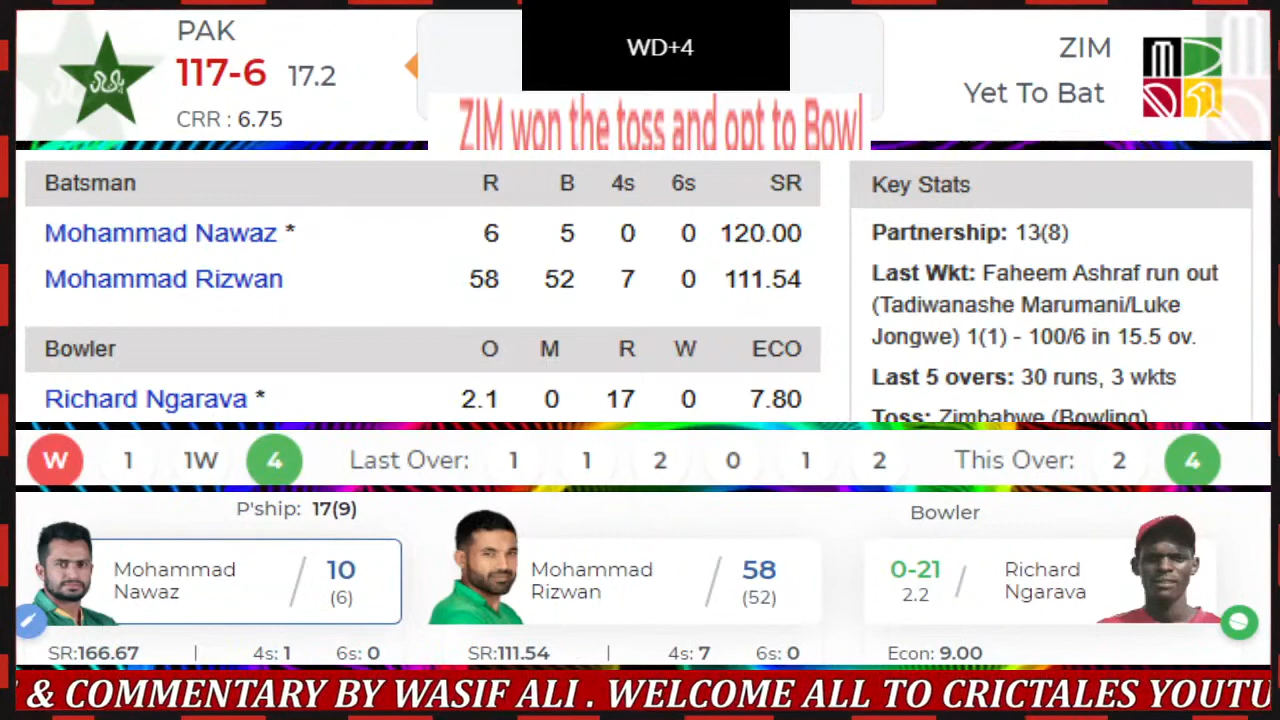 PAK
117-6 17.2
CRR : 6.75
WD+4
ZIM won the toss and opt to Bowl
ZIM
Yet To Bat
Batsman R B 4s 6s SR
Mohammad Nawaz * 6 5 0 0 120.00
Mohammad Rizwan 58 52 7 0 111.54
Bowler O M R W ECO
Richard Ngarava * 2.1 0 17 0 7.80
Key Stats
Partnership: 13(8)
Last Wkt: Faheem Ashraf run out
(Tadiwanashe Marumani/Luke
Jongwe) 1(1) - 100/6 in 15.5 ov.
Last 5 overs: 30 runs, 3 wkts
Toss: Zimbabwe (Bowling)
W 1 1W 4 Last Over: 1 1 2 0 1 2 This Over: 2 4
P'ship: 17(9)
Mohammad
Nawaz
10
(6)
SR:166.67 | 4s: 1 6s: 0
Mohammad
Rizwan
58
(52)
SR:111.54 | 4s: 7 6s: 0
Bowler
0-21
2.2
Richard
Ngarava
Econ: 9.00
& COMMENTARY BY WASIF ALI . WELCOME ALL TO CRICTALES YOUTU